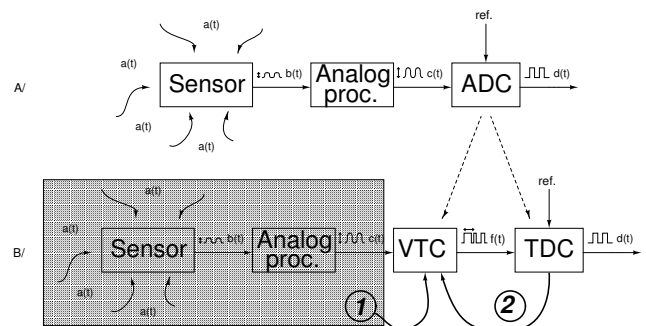 ref.
a(t)
a(t)
A/
Sensor
b(t)
Analog
proc.
c(t)
ADC
d(t)
a(t)
a(t)
ref.
a(t)
a(t)
B/
Sensor
b(t)
Analog
proc.
c(t)
VTC
f(t)
TDC
d(t)
a(t)
a(t)
1
2